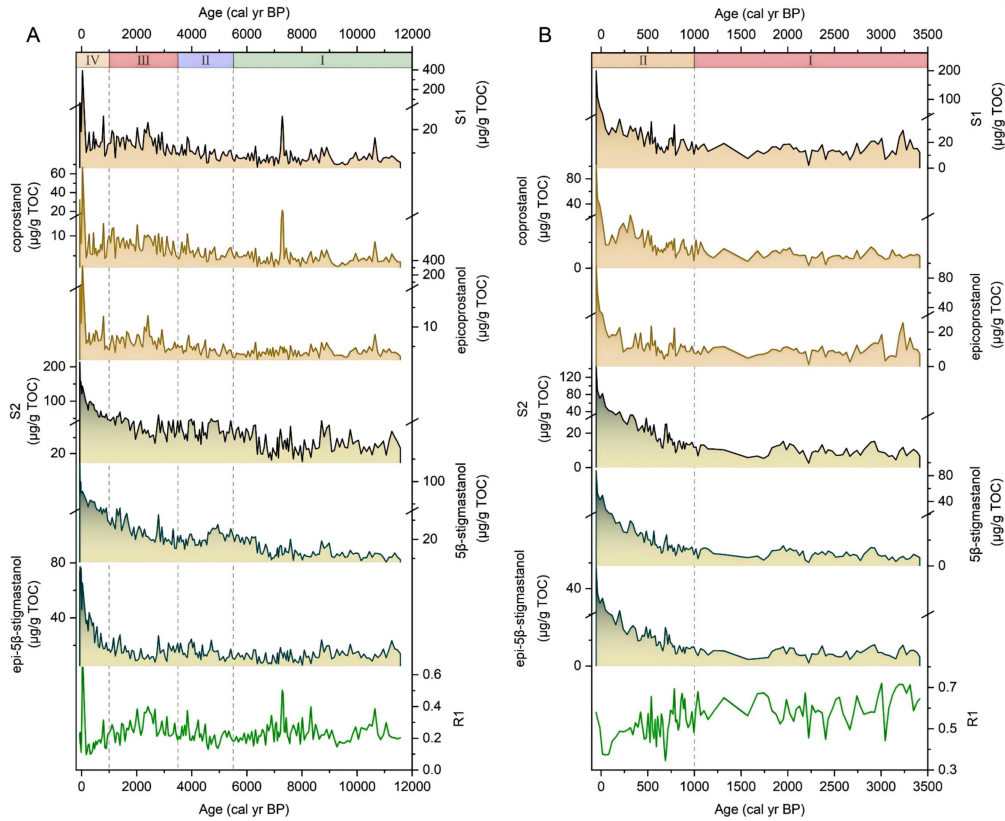 A
Age (cal yr BP)
0 2000 4000 6000 8000 10000 12000
IV III II I
400
200
20
S1
(μg/g TOC)
60
40
20
10
coprostanol
(μg/g TOC)
400
200
10
epicoprostanol
(μg/g TOC)
200
100
20
S2
(μg/g TOC)
100
20
5β-stigmastanol
(μg/g TOC)
80
40
epi-5β-stigmastanol
(μg/g TOC)
0.6
0.4
0.2
0.0
R1
0 2000 4000 6000 8000 10000 12000
Age (cal yr BP)
B
Age (cal yr BP)
0 500 1000 1500 2000 2500 3000 3500
II I
200
100
20
0
S1
(μg/g TOC)
80
40
0
coprostanol
(μg/g TOC)
80
40
20
0
epicoprostanol
(μg/g TOC)
120
80
40
20
0
S2
(μg/g TOC)
80
40
0
5β-stigmastanol
(μg/g TOC)
40
0
epi-5β-stigmastanol
(μg/g TOC)
0.7
0.5
0.3
R1
0 500 1000 1500 2000 2500 3000 3500
Age (cal yr BP)